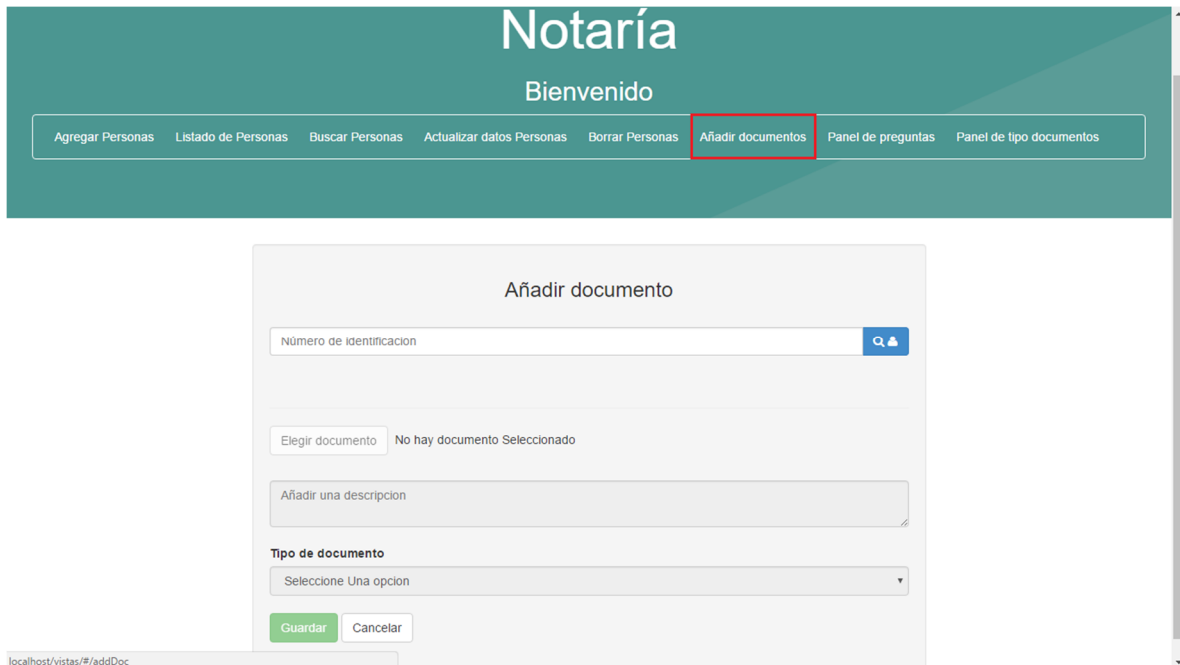 Notaría
Bienvenido
Agregar Personas Listado de Personas Buscar Personas Actualizar datos Personas Borrar Personas Añadir documentos Panel de preguntas Panel de tipo documentos
Añadir documento
Número de identificacion
Elegir documento No hay documento Seleccionado
Añadir una descripcion
Tipo de documento
Seleccione Una opcion
Guardar Cancelar
localhost/vistas/#/addDoc